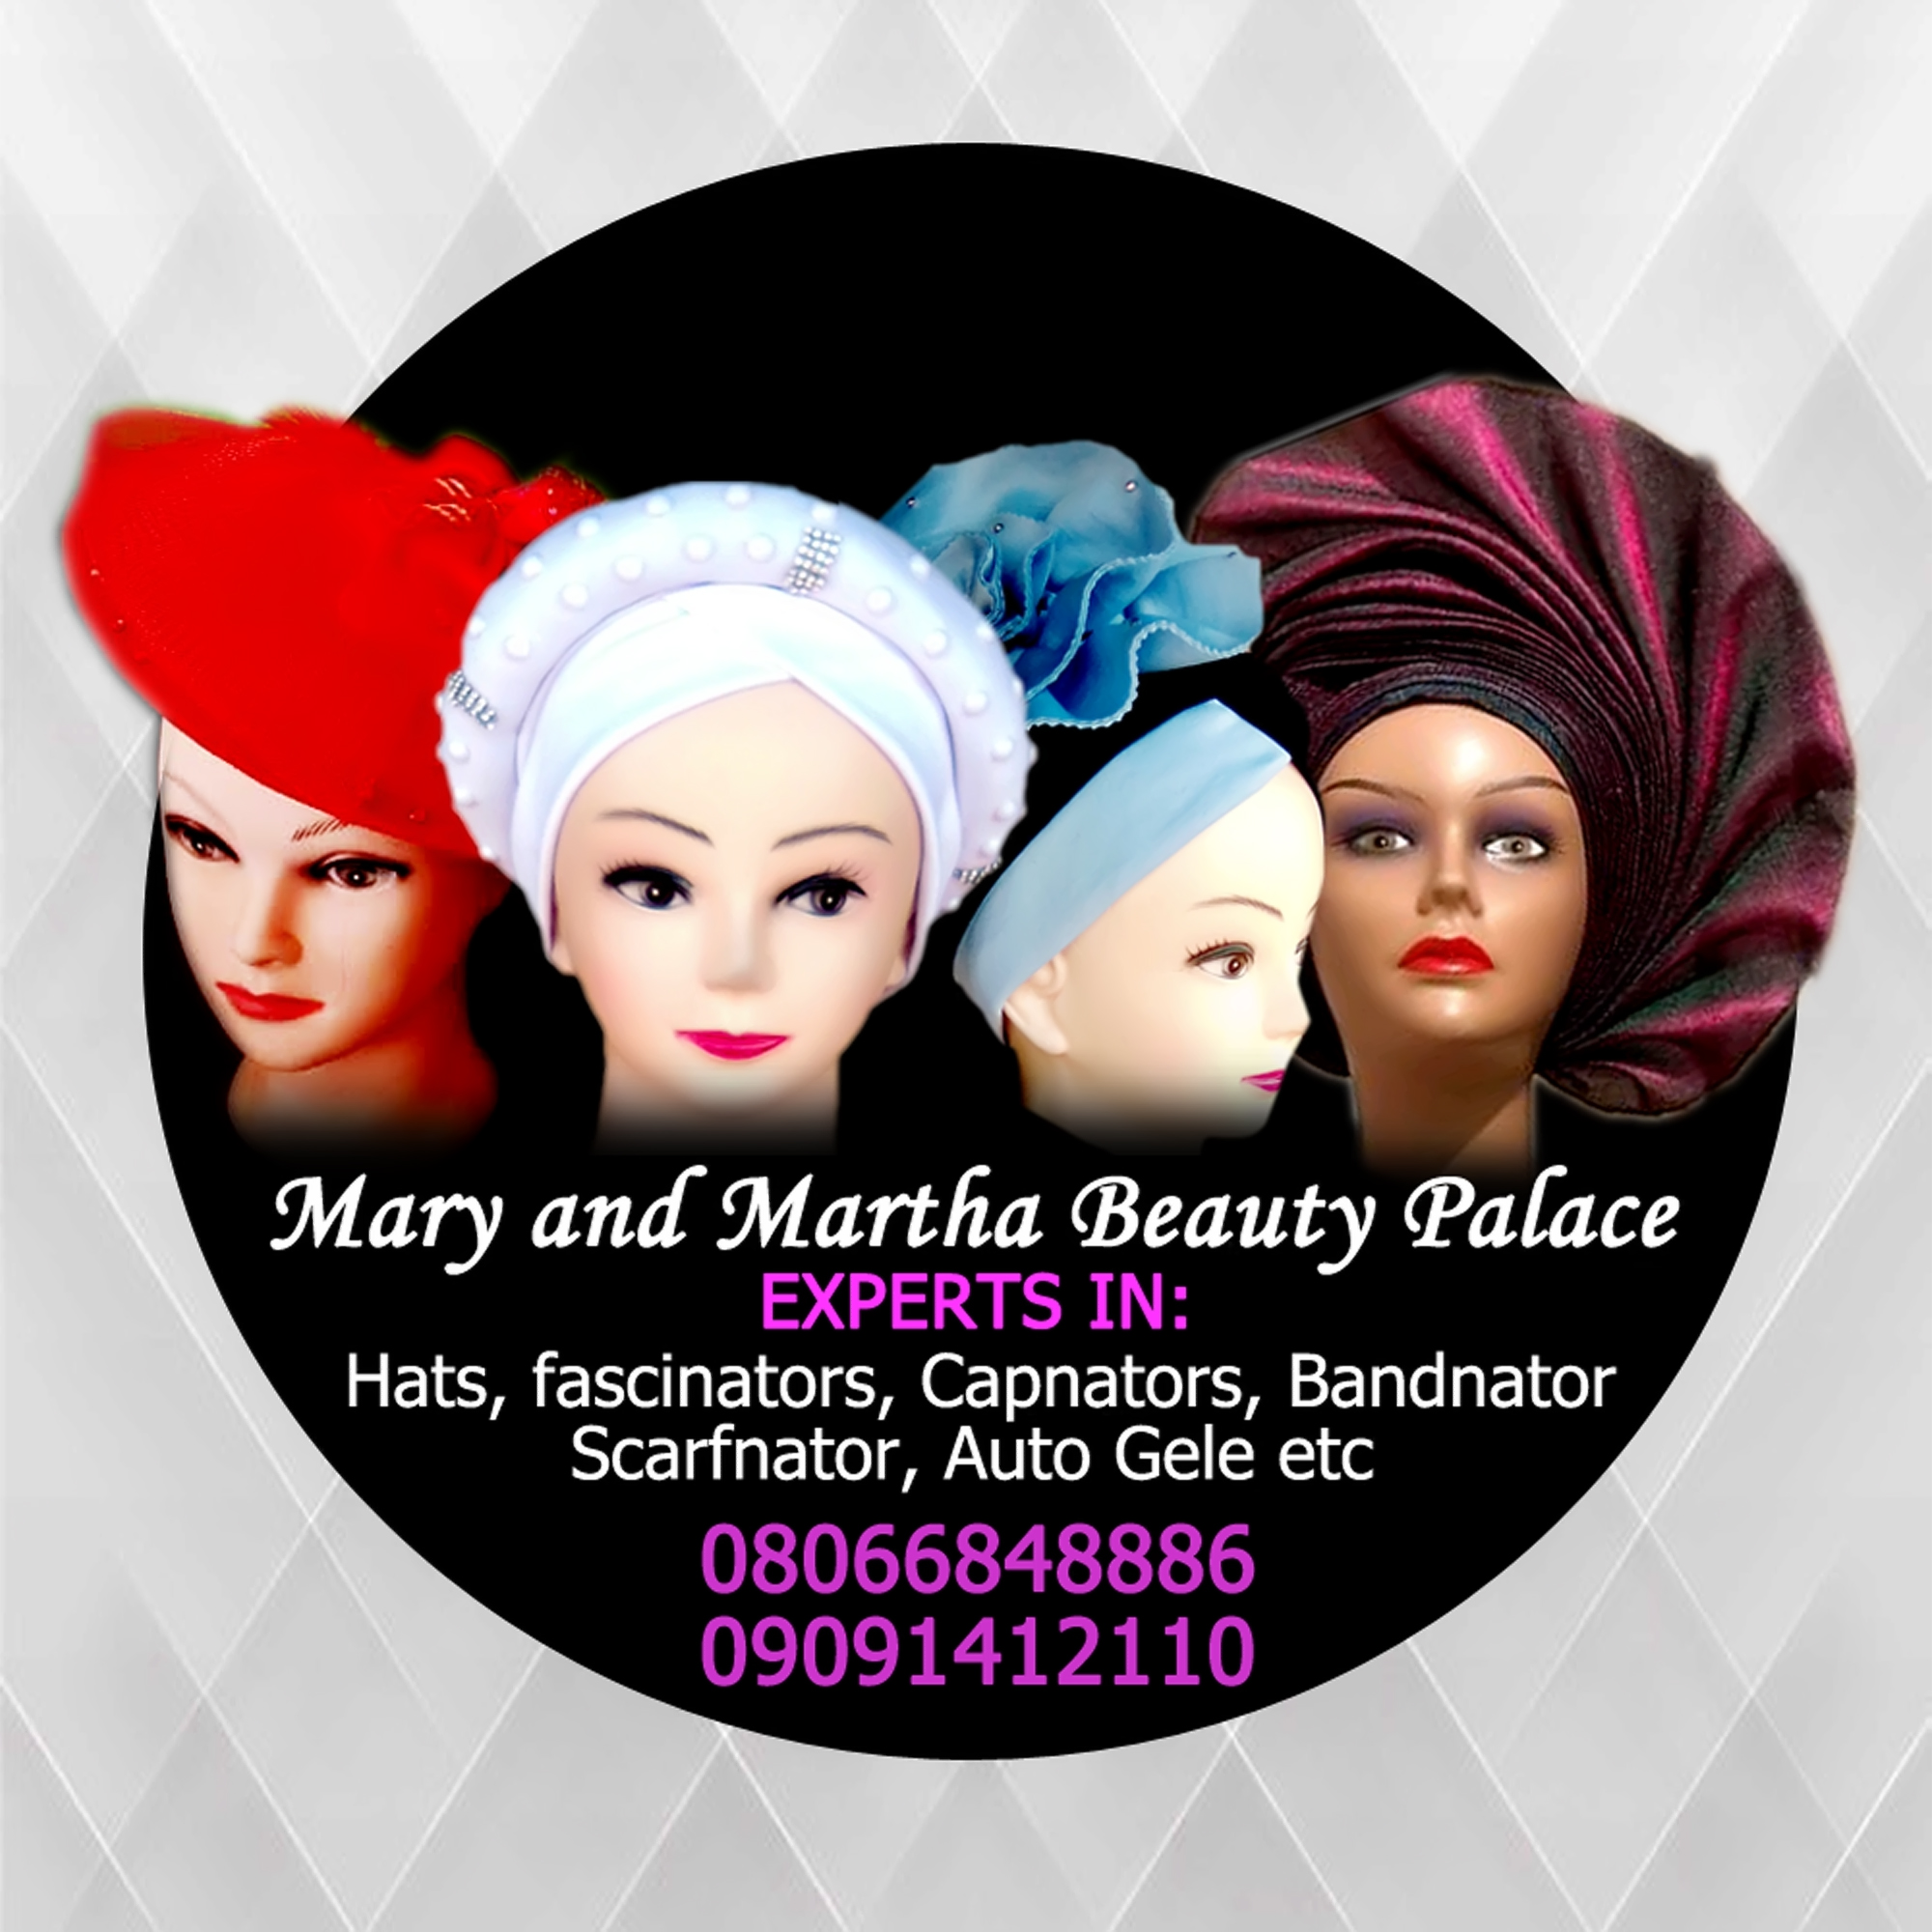 Mary and Martha Beauty Palace
EXPERTS IN:
Hats, fascinators, Capnators, Bandnator
Scarfnator, Auto Gele etc
08066848886
09091412110